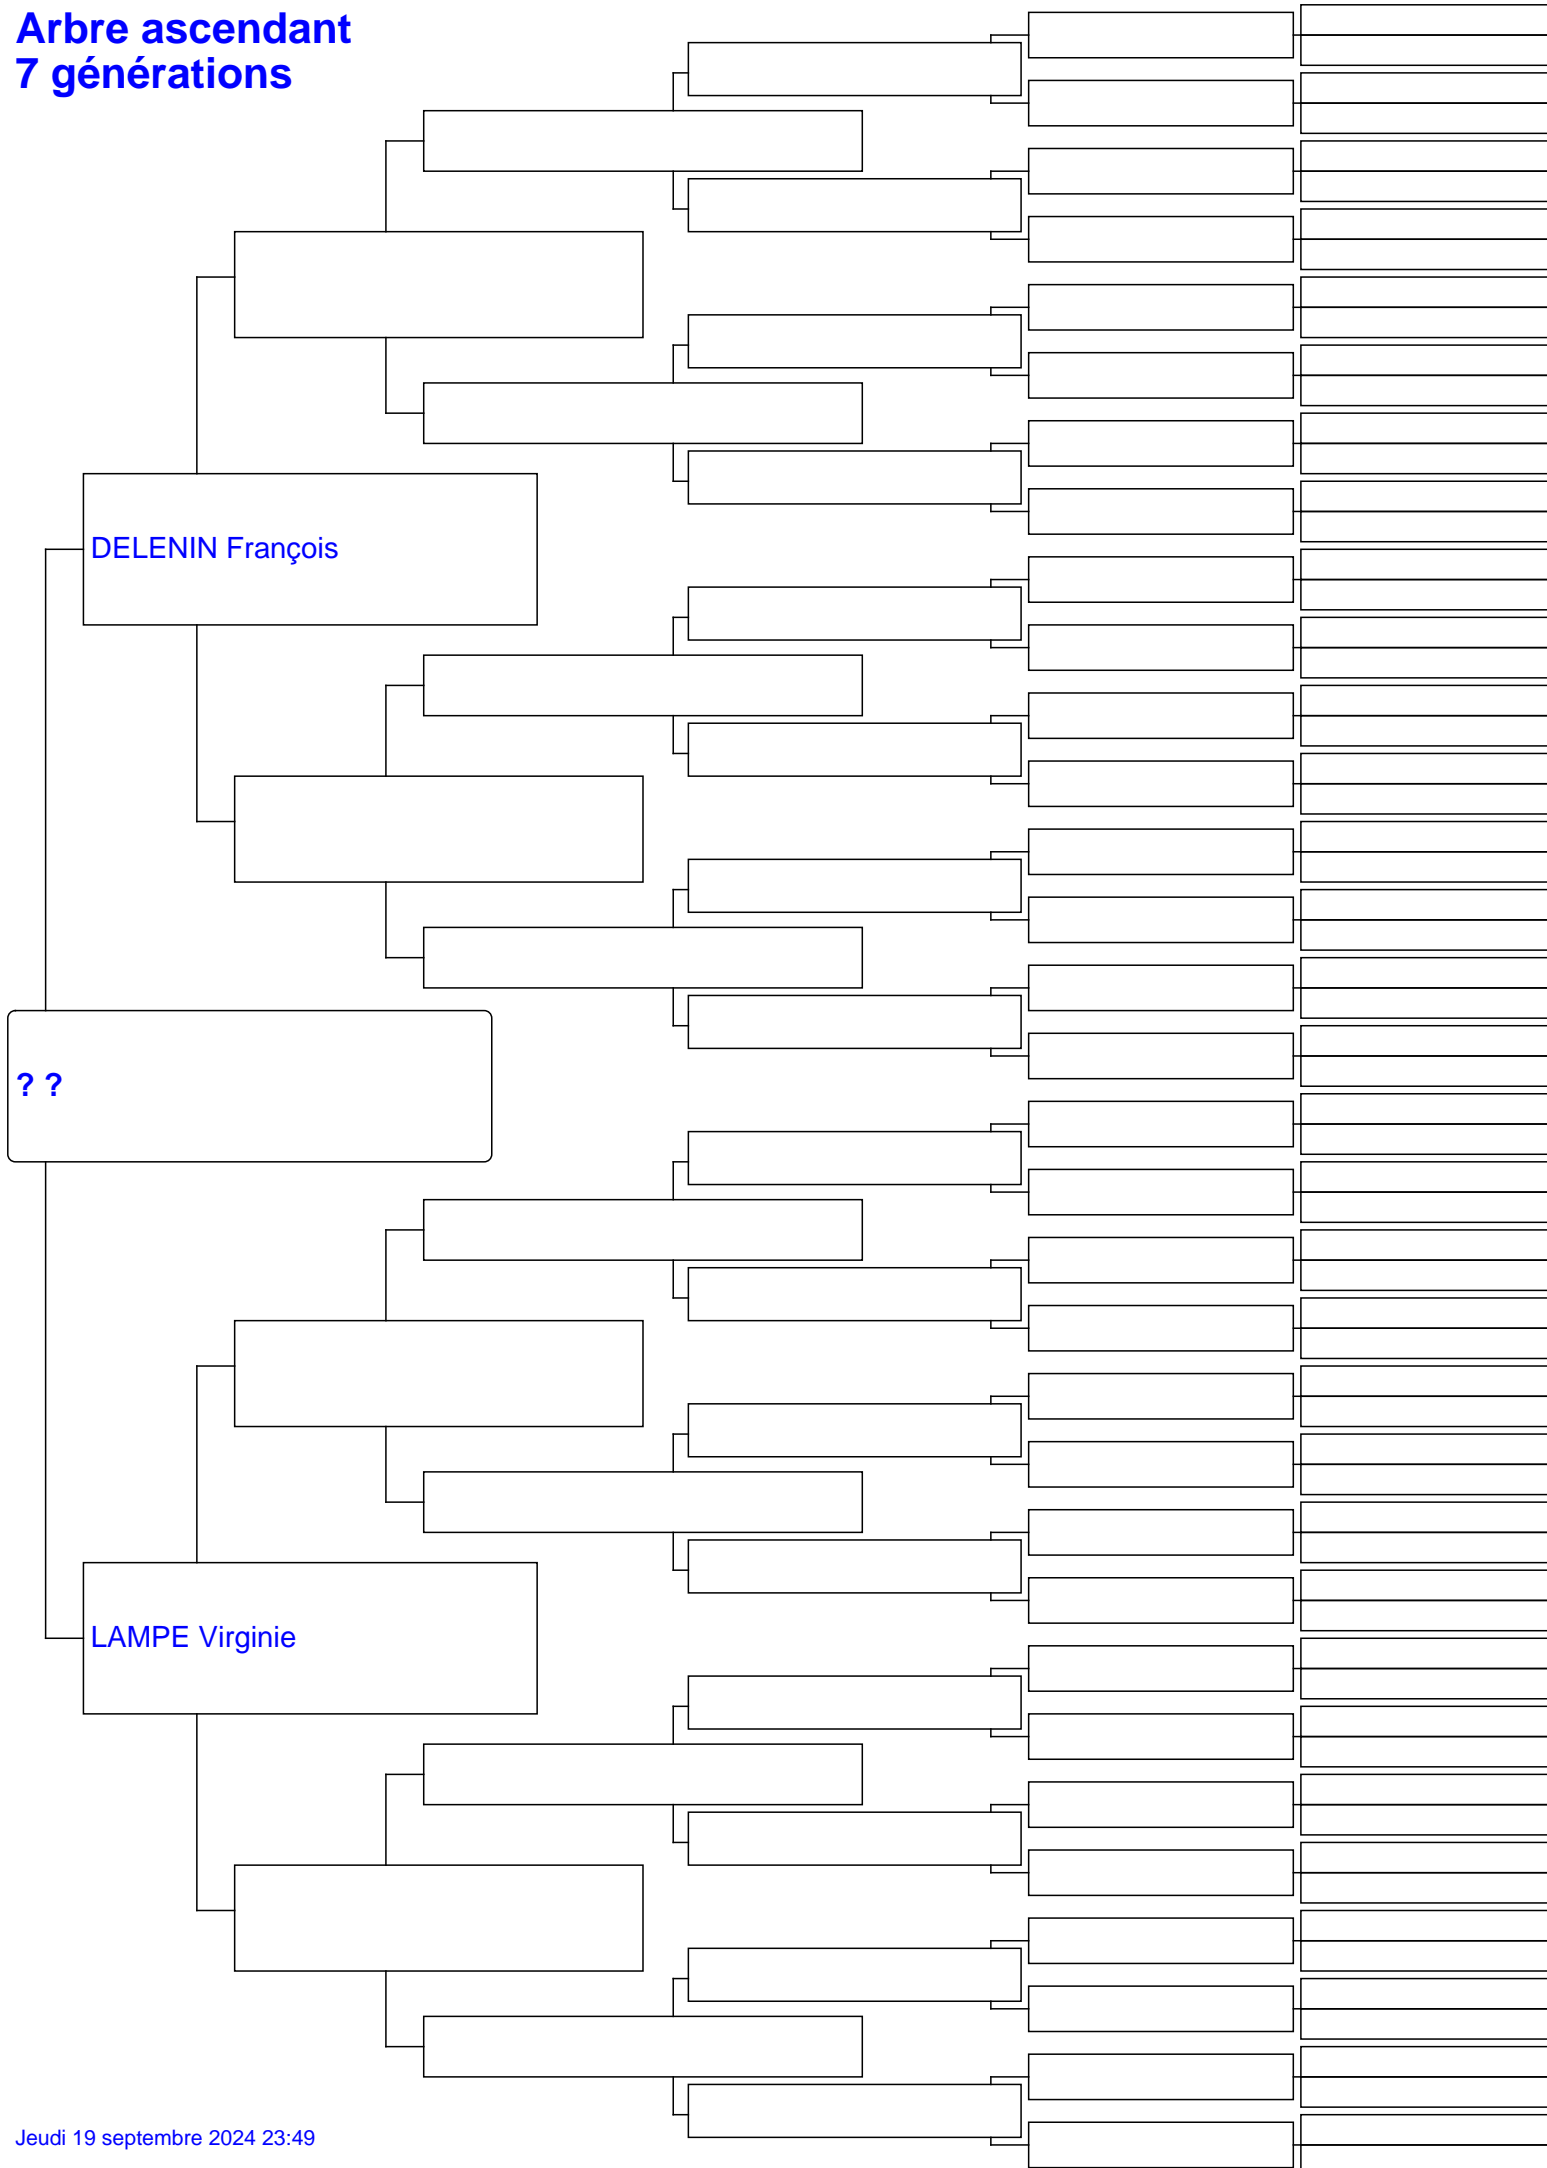 Arbre ascendant
7 générations
DELENIN François
? ?
LAMPE Virginie
Jeudi 19 septembre 2024 23:49